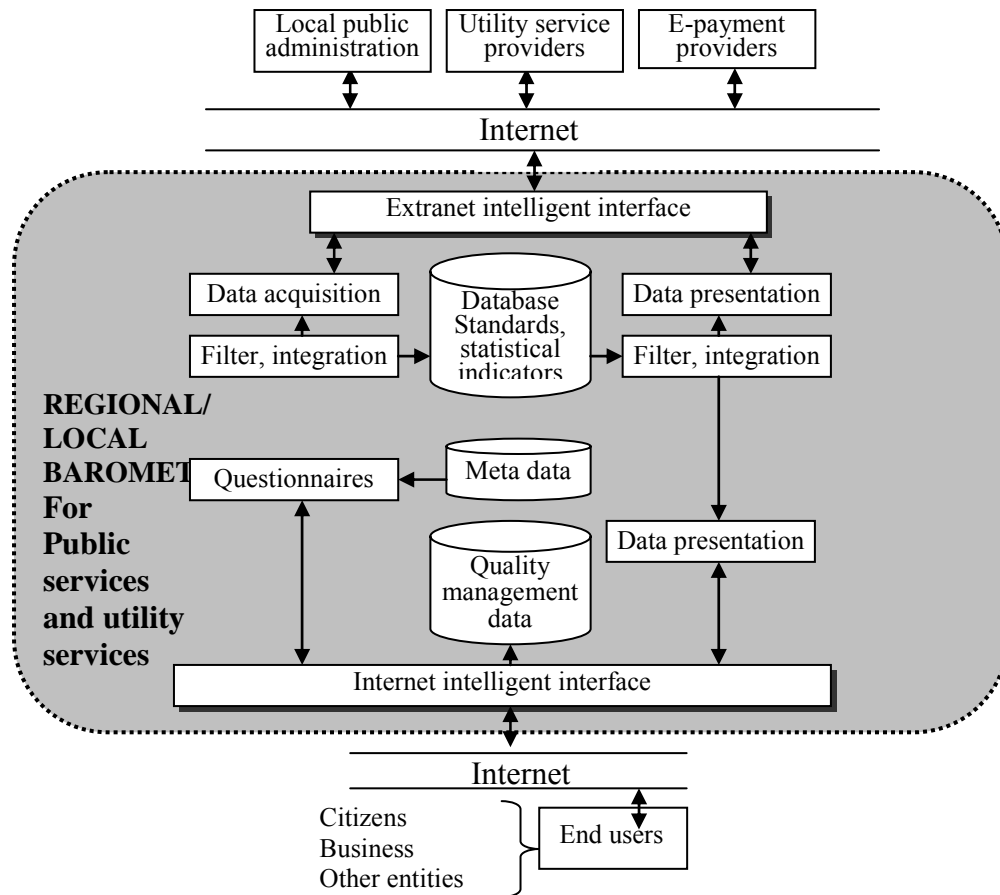 Local public
administration
Utility service
providers
E-payment
providers
Internet
Extranet intelligent interface
Data acquisition
Database
Standards,
statistical
indicators
Data presentation
Filter, integration
Filter, integration
REGIONAL/
LOCAL
BAROMET
For
Public
services
and utility
services
Questionnaires
Meta data
Quality
management
data
Data presentation
Internet intelligent interface
Internet
Citizens
Business
Other entities
End users